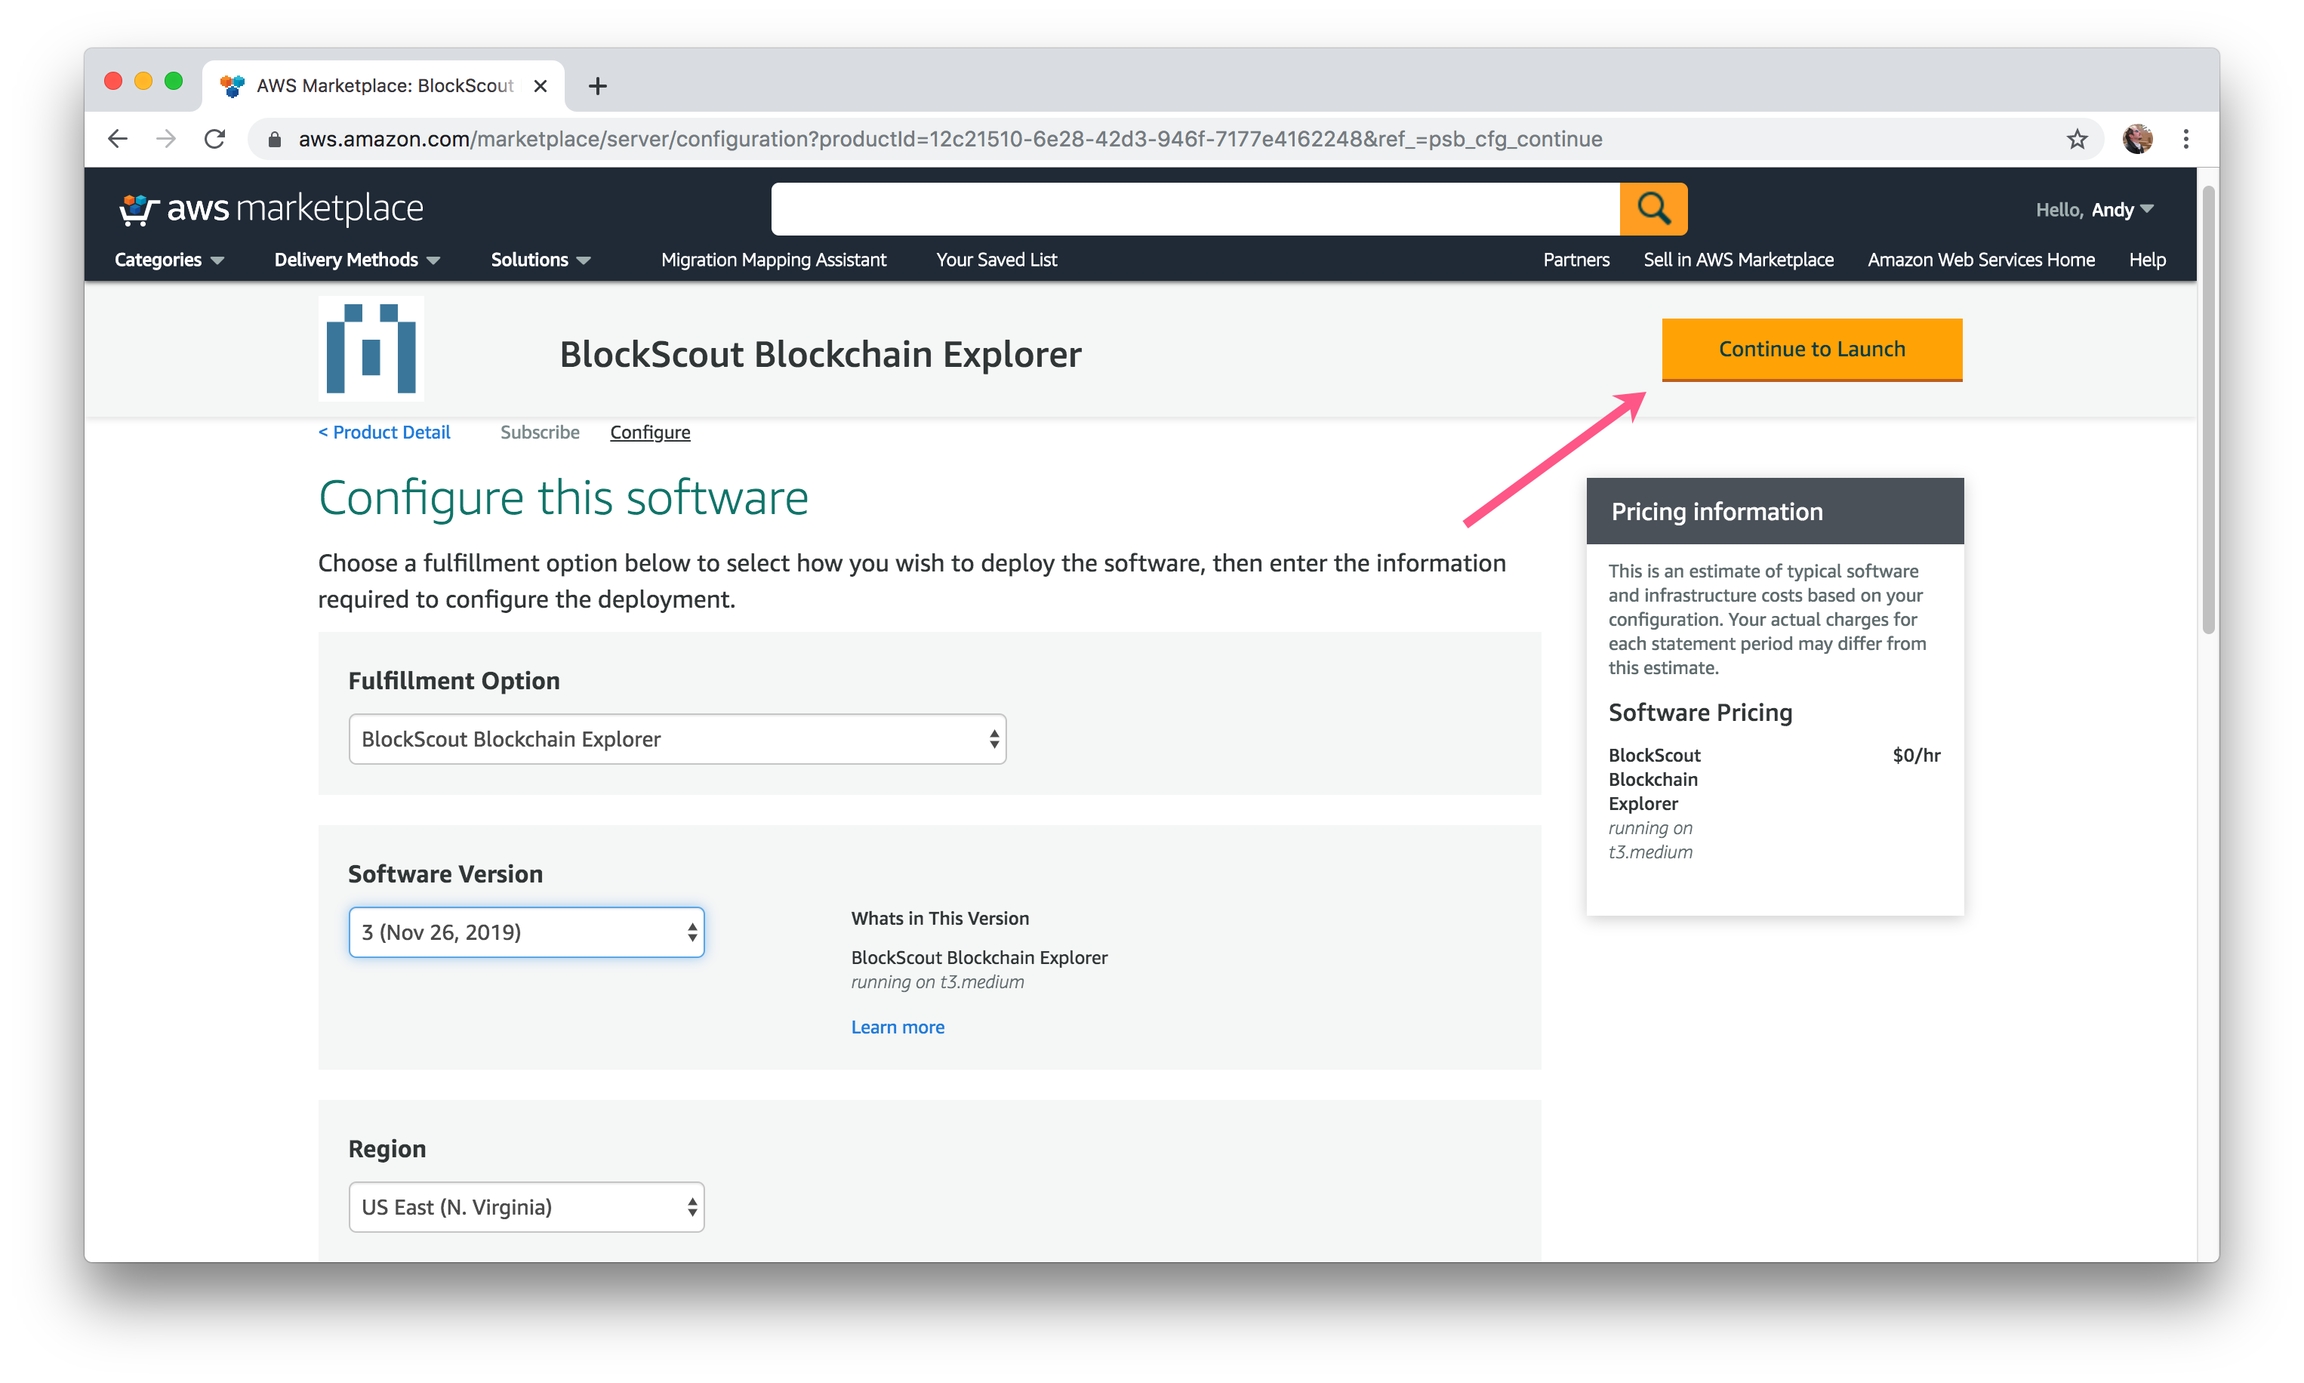 AWS Marketplace: BlockScout
aws.amazon.com/marketplace/server/configuration?productId=12c21510-6e28-42d3-946f-7177e4162248&ref_=psb_cfg_continue
aws marketplace
Hello, Andy
Categories Delivery Methods Solutions Migration Mapping Assistant Your Saved List Partners Sell in AWS Marketplace Amazon Web Services Home Help
BlockScout Blockchain Explorer
Continue to Launch
< Product Detail Subscribe Configure
Configure this software
Choose a fulfillment option below to select how you wish to deploy the software, then enter the information
required to configure the deployment.
Fulfillment Option
BlockScout Blockchain Explorer
Software Version
3 (Nov 26, 2019)
Whats in This Version
BlockScout Blockchain Explorer
running on t3.medium
Learn more
Region
US East (N. Virginia)
Pricing information
This is an estimate of typical software
and infrastructure costs based on your
configuration. Your actual charges for
each statement period may differ from
this estimate.
Software Pricing
BlockScout $0/hr
Blockchain
Explorer
running on
t3.medium